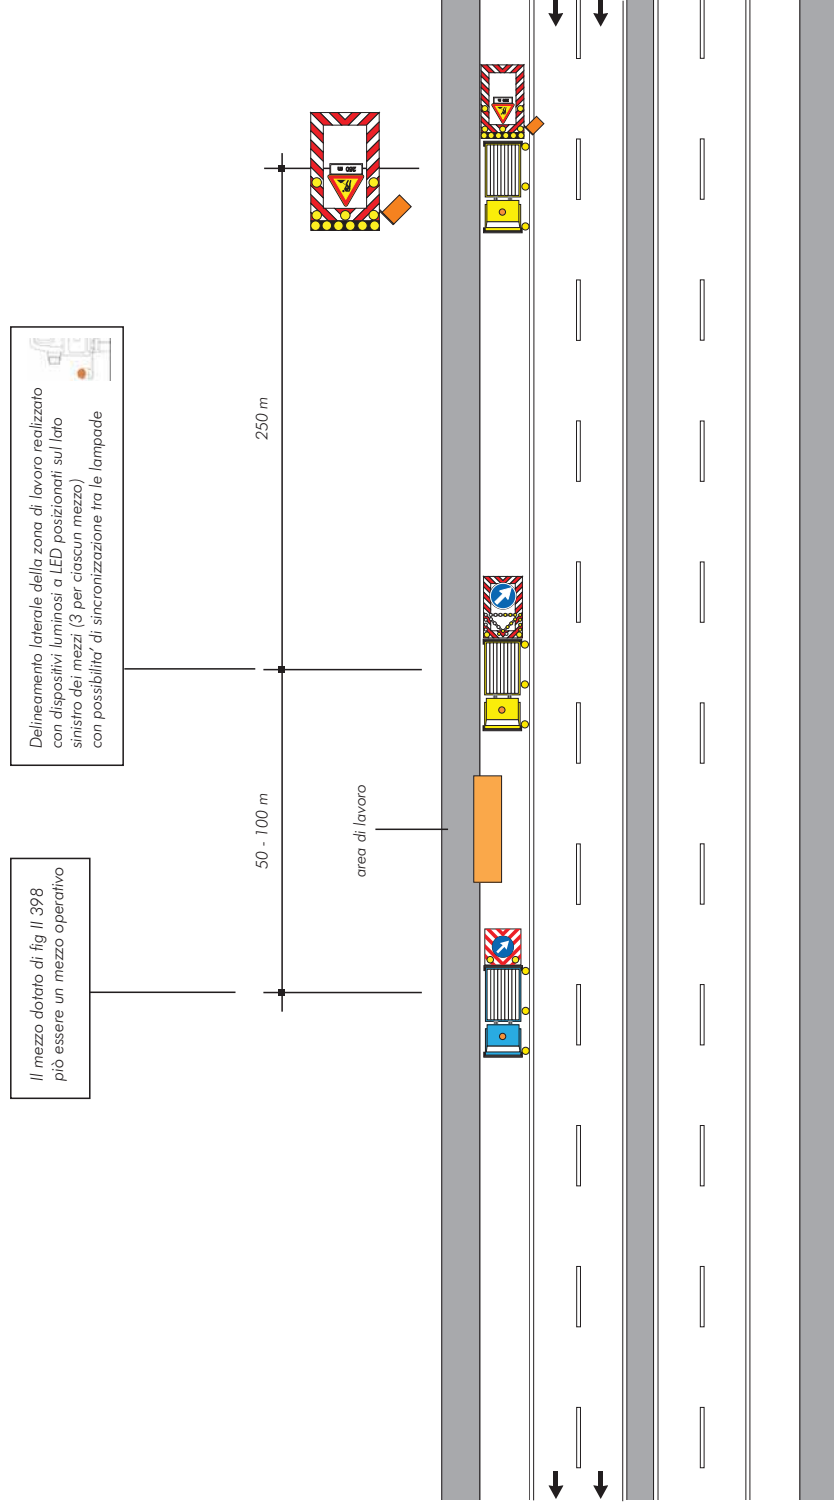 Delineamento laterale della zona di lavoro realizzato
con dispositivi luminosi a LED posizionati sul lato
sinistro dei mezzi (3 per ciascun mezzo)
con possibilita' di sincronizzazione tra le lampade
Il mezzo dotato di fig II 398
piò essere un mezzo operativo
250 m
50 - 100 m
area di lavoro